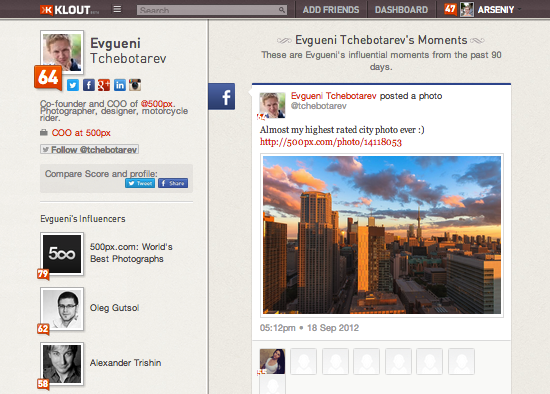 KLOUT BETA
Search
ADD FRIENDS
DASHBOARD
47
ARSENIY
Evgueni
Tchebotarev
64
Co-founder and COO of @500px.
Photographer, designer, motorcycle
rider.
COO at 500px
Follow @tchebotarev
Compare Score and profile:
Tweet
Share
Evgueni's Influencers
500px.com: World's
Best Photographs
79
Oleg Gutsol
62
Alexander Trishin
58
Evgueni Tchebotarev's Moments
These are Evgueni's influential moments from the past 90
days.
Evgueni Tchebotarev posted a photo
@tchebotarev
64
Almost my highest rated city photo ever :)
http://500px.com/photo/14118053
05:12pm • 18 Sep 2012
55